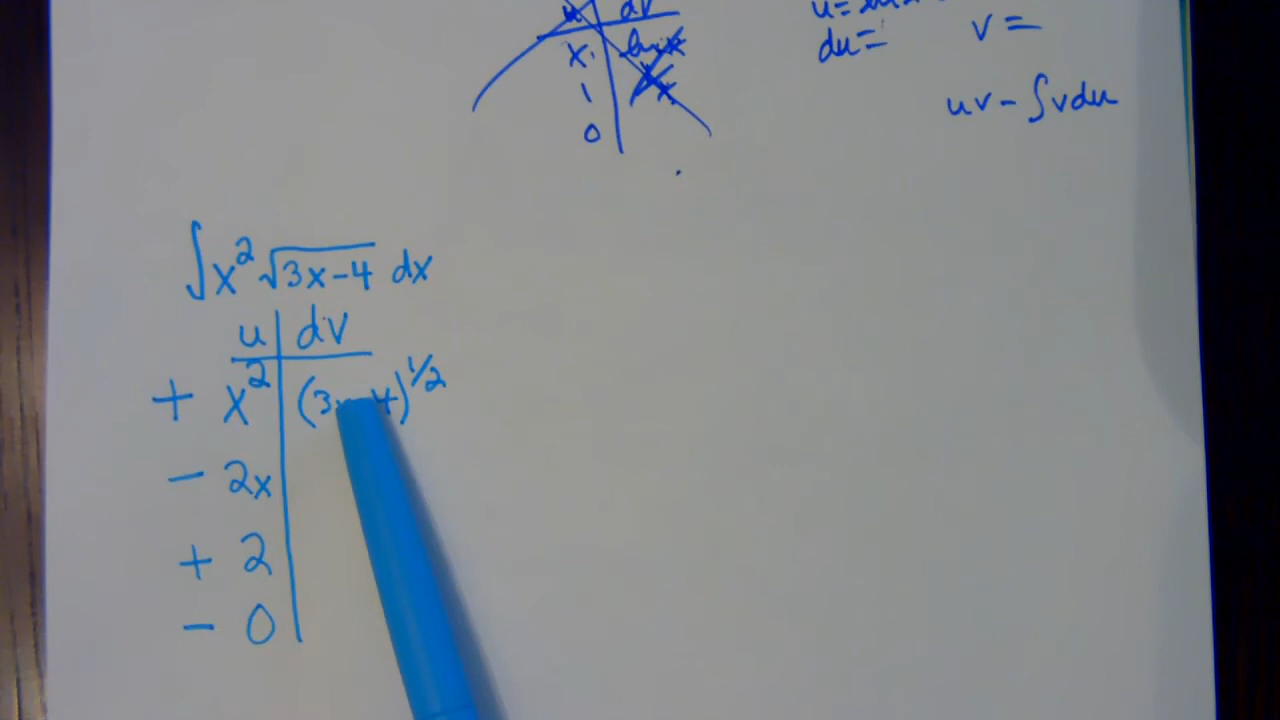 u dv
x ln x
1 x
0
u =
du = v =
uv - ∫vdu
∫x²√3x-4 dx
u dv
+ x² (3x-4)^1/2
- 2x
+ 2
- 0